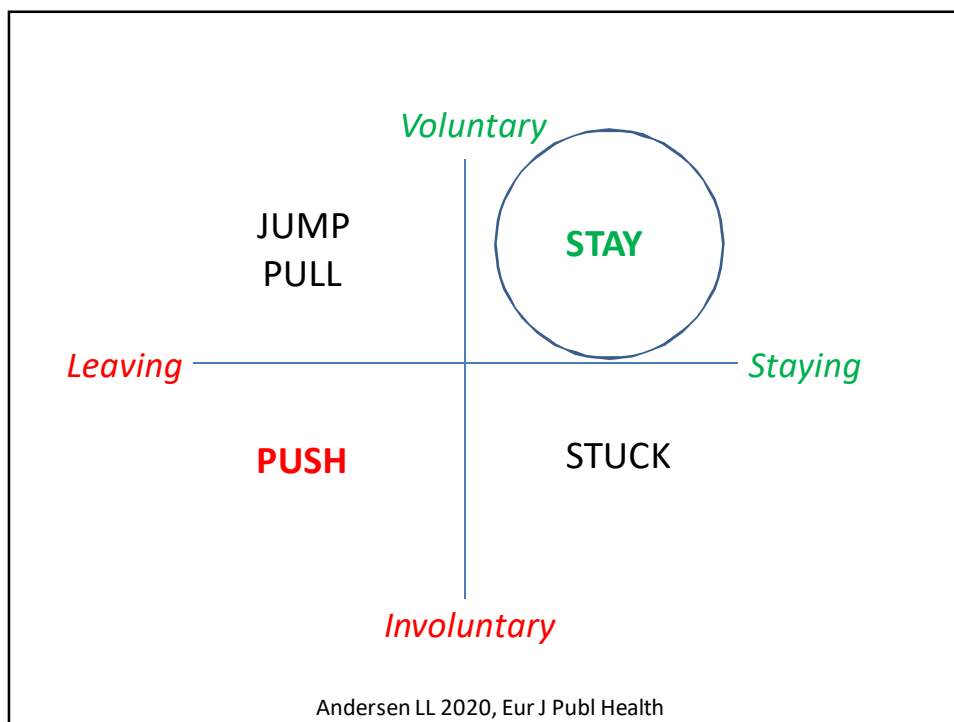 Voluntary
JUMP
PULL
STAY
Leaving
Staying
PUSH
STUCK
Involuntary
Andersen LL 2020, Eur J Publ Health